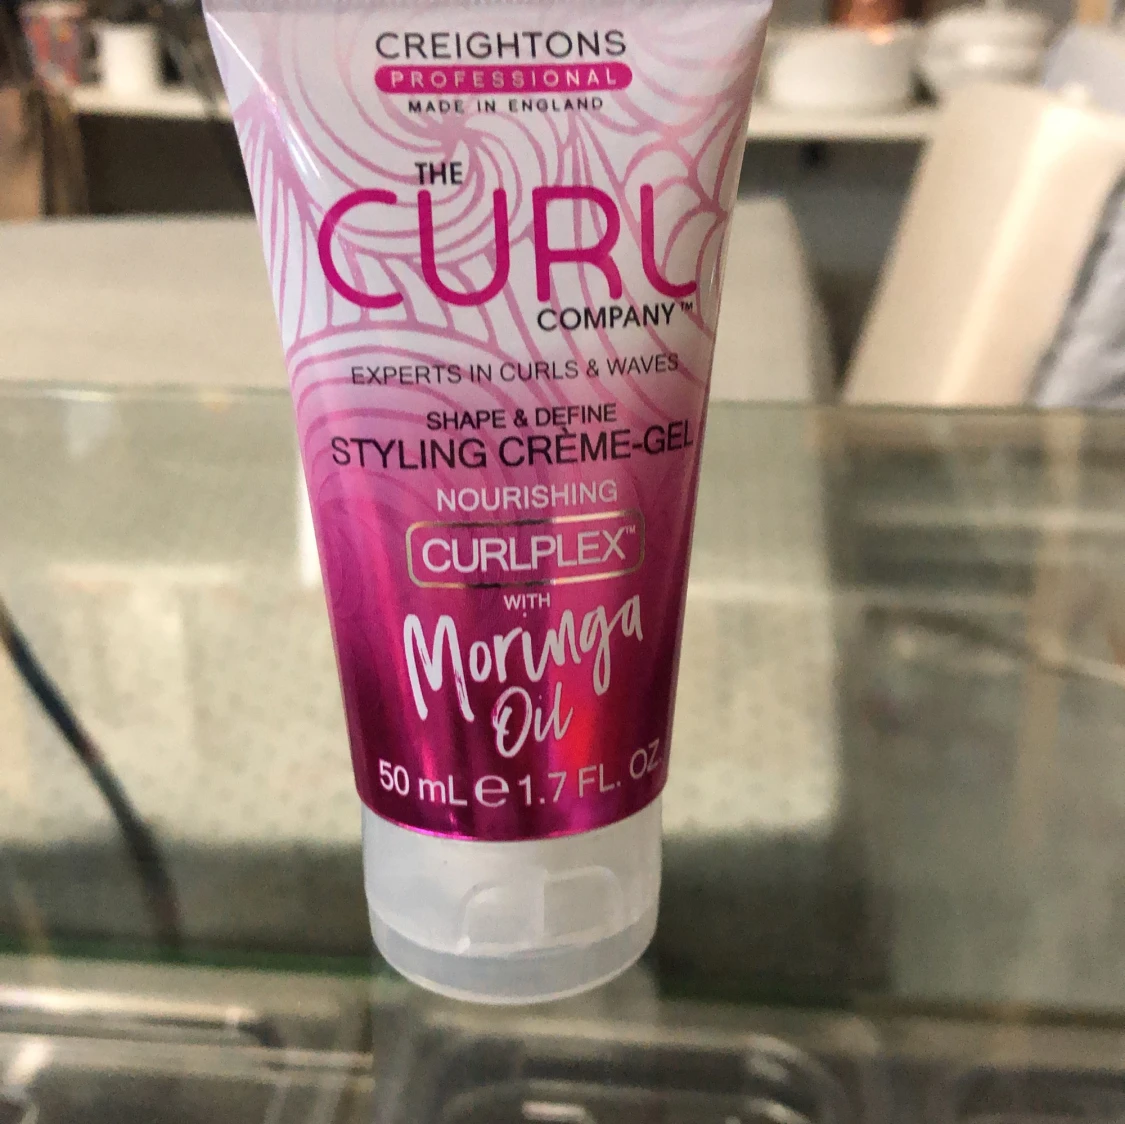 CREIGHTONS
PROFESSIONAL
MADE IN ENGLAND
THE
CURL
COMPANY™
EXPERTS IN CURLS & WAVES
SHAPE & DEFINE
STYLING CRÈME-GEL
NOURISHING
CURLPLEX™
WITH
Moringa
Oil
50 mL e 1.7 FL. OZ.